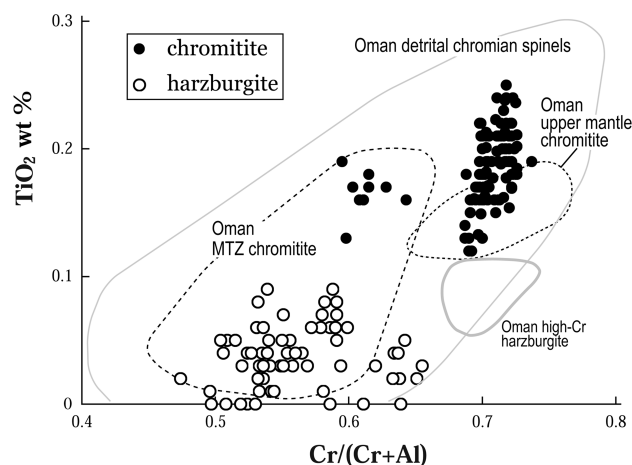 0.3
Oman detrital chromian spinels
chromitite
harzburgite
Oman
upper mantle
chromitite
TiO2 wt %
0.2
Oman
MTZ chromitite
0.1
Oman high-Cr
harzburgite
0
0.4
0.5
0.6
0.7
0.8
Cr/(Cr+Al)